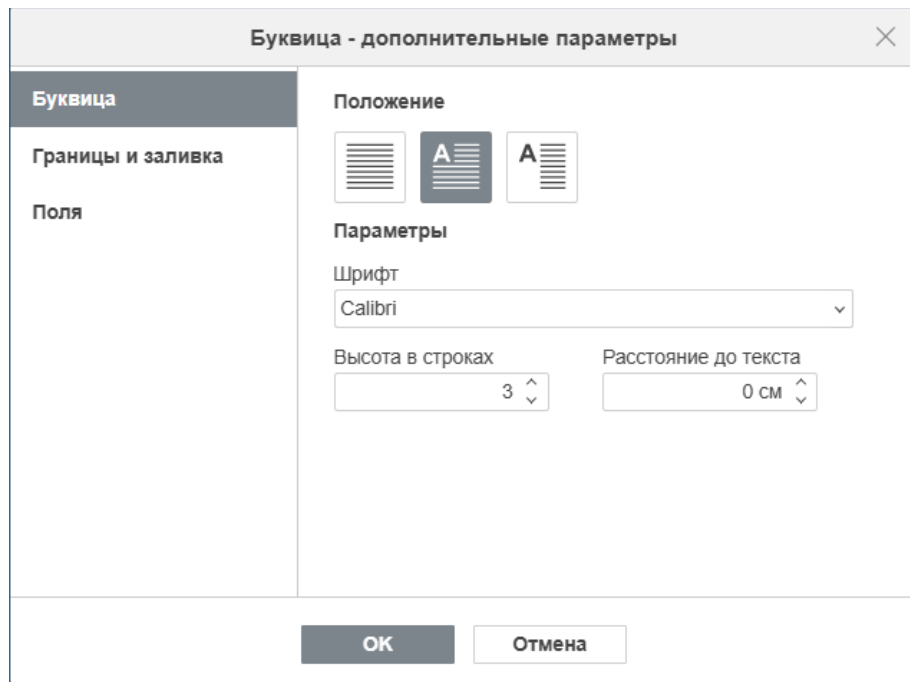 Буквица - дополнительные параметры
Буквица
Границы и заливка
Поля
Положение
A
A
Параметры
Шрифт
Calibri
Высота в строках
Расстояние до текста
3
0 см
OK
Отмена